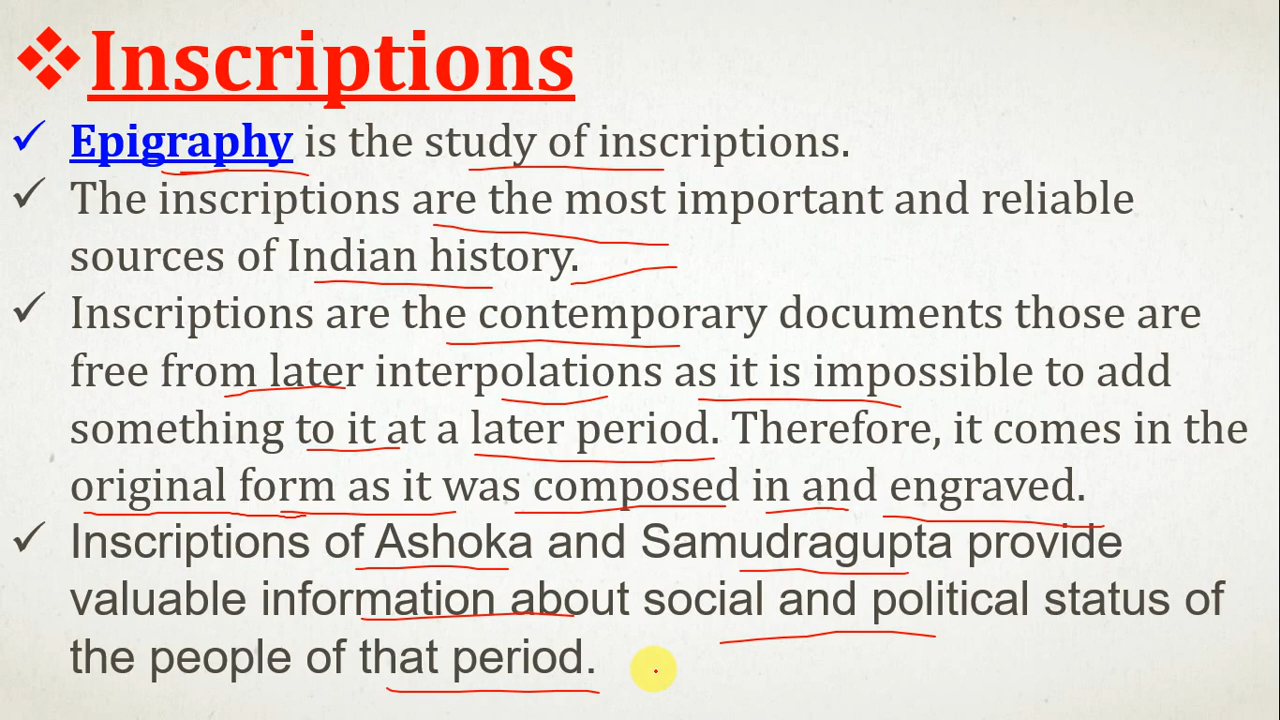 ❖Inscriptions
✓ Epigraphy is the study of inscriptions.
✓ The inscriptions are the most important and reliable
sources of Indian history.
✓ Inscriptions are the contemporary documents those are
free from later interpolations as it is impossible to add
something to it at a later period. Therefore, it comes in the
original form as it was composed in and engraved.
✓ Inscriptions of Ashoka and Samudragupta provide
valuable information about social and political status of
the people of that period.